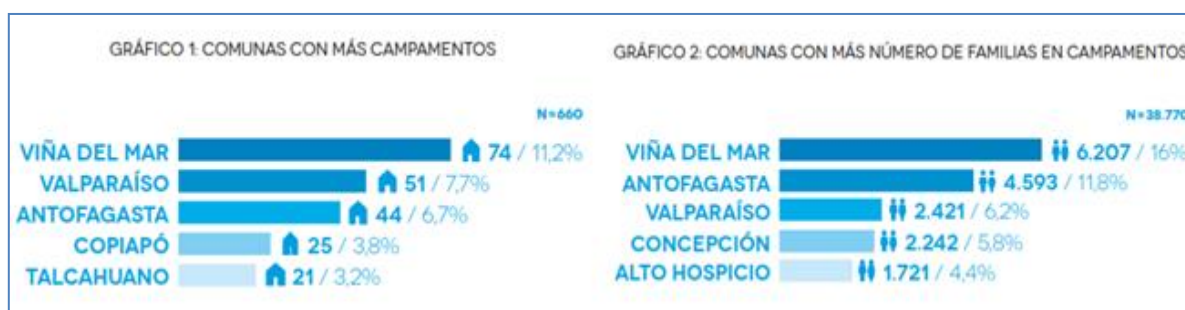 GRÁFICO 1: COMUNAS CON MÁS CAMPAMENTOS
N=660
VIÑA DEL MAR 74 / 11,2%
VALPARAÍSO 51 / 7,7%
ANTOFAGASTA 44 / 6,7%
COPIAPÓ 25 / 3,8%
TALCAHUANO 21 / 3,2%
GRÁFICO 2: COMUNAS CON MÁS NÚMERO DE FAMILIAS EN CAMPAMENTOS
N=38.770
VIÑA DEL MAR 6.207 / 16%
ANTOFAGASTA 4.593 / 11,8%
VALPARAÍSO 2.421 / 6,2%
CONCEPCIÓN 2.242 / 5,8%
ALTO HOSPICIO 1.721 / 4,4%